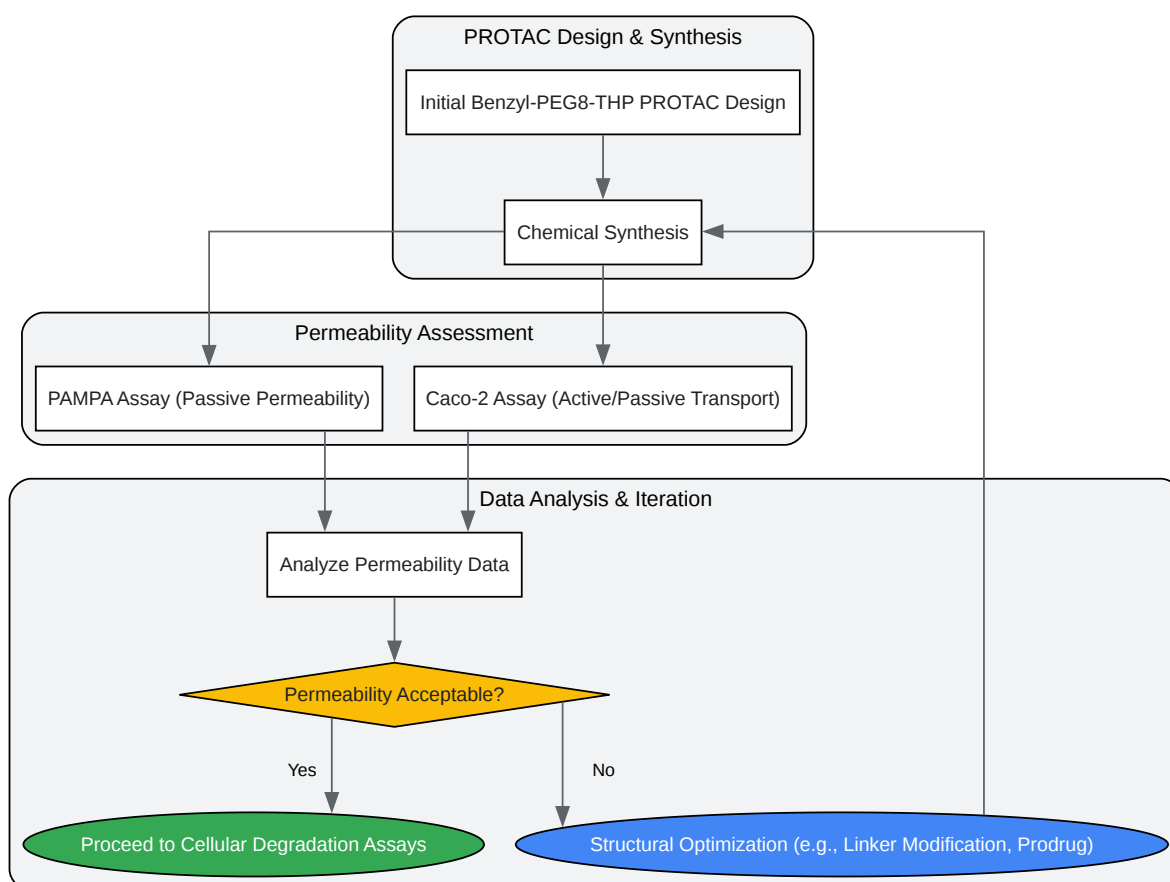 PROTAC Design & Synthesis
Initial Benzyl-PEG8-THP PROTAC Design
Chemical Synthesis
Permeability Assessment
PAMPA Assay (Passive Permeability)
Caco-2 Assay (Active/Passive Transport)
Data Analysis & Iteration
Analyze Permeability Data
Permeability Acceptable?
Yes
No
Proceed to Cellular Degradation Assays
Structural Optimization (e.g., Linker Modification, Prodrug)